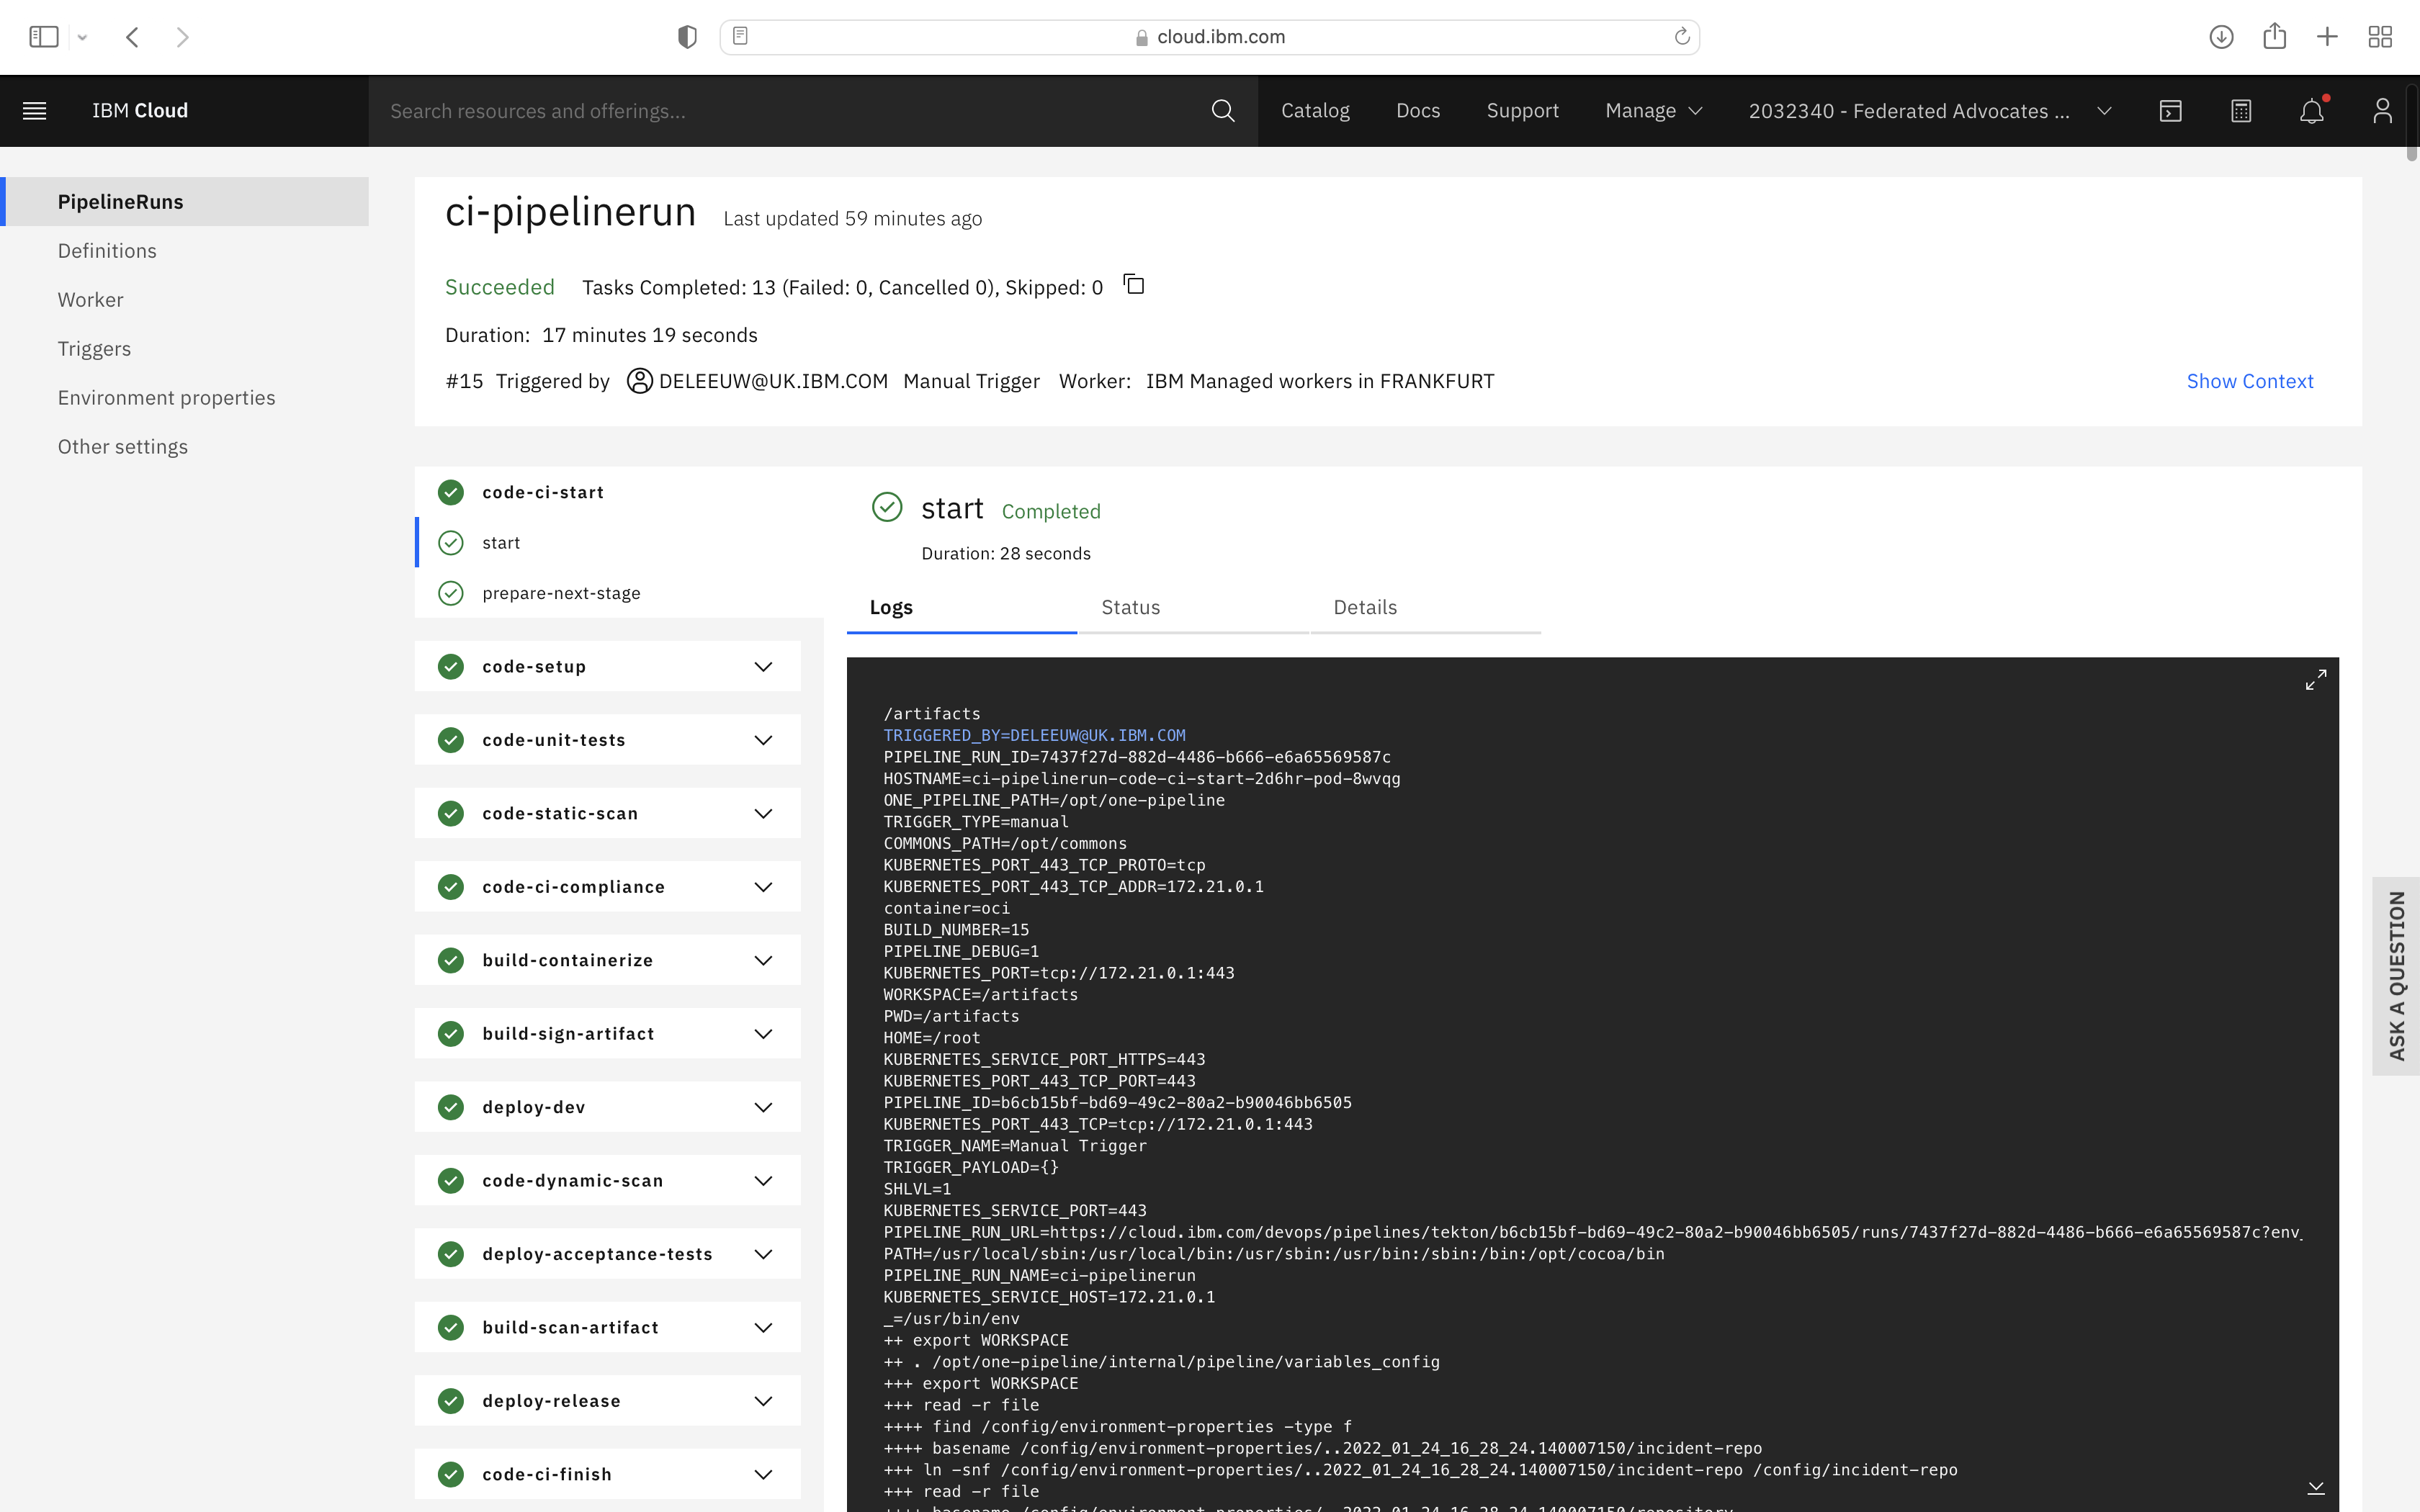 cloud.ibm.com
IBM Cloud
Search resources and offerings...
Catalog
Docs
Support
Manage
2032340 - Federated Advocates ...
PipelineRuns
Definitions
Worker
Triggers
Environment properties
Other settings
ci-pipelinerun Last updated 59 minutes ago
Succeeded Tasks Completed: 13 (Failed: 0, Cancelled 0), Skipped: 0
Duration: 17 minutes 19 seconds
#15 Triggered by DELEEUW@UK.IBM.COM Manual Trigger Worker: IBM Managed workers in FRANKFURT
Show Context
code-ci-start
start
prepare-next-stage
code-setup
code-unit-tests
code-static-scan
code-ci-compliance
build-containerize
build-sign-artifact
deploy-dev
code-dynamic-scan
deploy-acceptance-tests
build-scan-artifact
deploy-release
code-ci-finish
start Completed
Duration: 28 seconds
Logs
Status
Details
/artifacts
TRIGGERED_BY=DELEEUW@UK.IBM.COM
PIPELINE_RUN_ID=7437f27d-882d-4486-b666-e6a65569587c
HOSTNAME=ci-pipelinerun-code-ci-start-2d6hr-pod-8wvqg
ONE_PIPELINE_PATH=/opt/one-pipeline
TRIGGER_TYPE=manual
COMMONS_PATH=/opt/commons
KUBERNETES_PORT_443_TCP_PROTO=tcp
KUBERNETES_PORT_443_TCP_ADDR=172.21.0.1
container=oci
BUILD_NUMBER=15
PIPELINE_DEBUG=1
KUBERNETES_PORT=tcp://172.21.0.1:443
WORKSPACE=/artifacts
PWD=/artifacts
HOME=/root
KUBERNETES_SERVICE_PORT_HTTPS=443
KUBERNETES_PORT_443_TCP_PORT=443
PIPELINE_ID=b6cb15bf-bd69-49c2-80a2-b90046bb6505
KUBERNETES_PORT_443_TCP=tcp://172.21.0.1:443
TRIGGER_NAME=Manual Trigger
TRIGGER_PAYLOAD={}
SHLVL=1
KUBERNETES_SERVICE_PORT=443
PIPELINE_RUN_URL=https://cloud.ibm.com/devops/pipelines/tekton/b6cb15bf-bd69-49c2-80a2-b90046bb6505/runs/7437f27d-882d-4486-b666-e6a65569587c?env_
PATH=/usr/local/sbin:/usr/local/bin:/usr/sbin:/usr/bin:/sbin:/bin:/opt/cocoa/bin
PIPELINE_RUN_NAME=ci-pipelinerun
KUBERNETES_SERVICE_HOST=172.21.0.1
_=/usr/bin/env
++ export WORKSPACE
++ . /opt/one-pipeline/internal/pipeline/variables_config
+++ export WORKSPACE
+++ read -r file
++++ find /config/environment-properties -type f
++++ basename /config/environment-properties/..2022_01_24_16_28_24.140007150/incident-repo
+++ ln -snf /config/environment-properties/..2022_01_24_16_28_24.140007150/incident-repo /config/incident-repo
+++ read -r file
++++ basename /config/environment-properties/..2022_01_24_16_28_24.140007150/repository
ASK A QUESTION